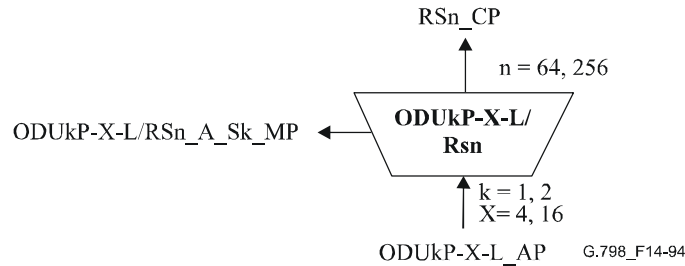 RSn_CP
n = 64, 256
ODUkP-X-L/RSn_A_Sk_MP
ODUkP-X-L/
Rsn
k = 1, 2
X= 4, 16
ODUkP-X-L_AP
G.798_F14-94